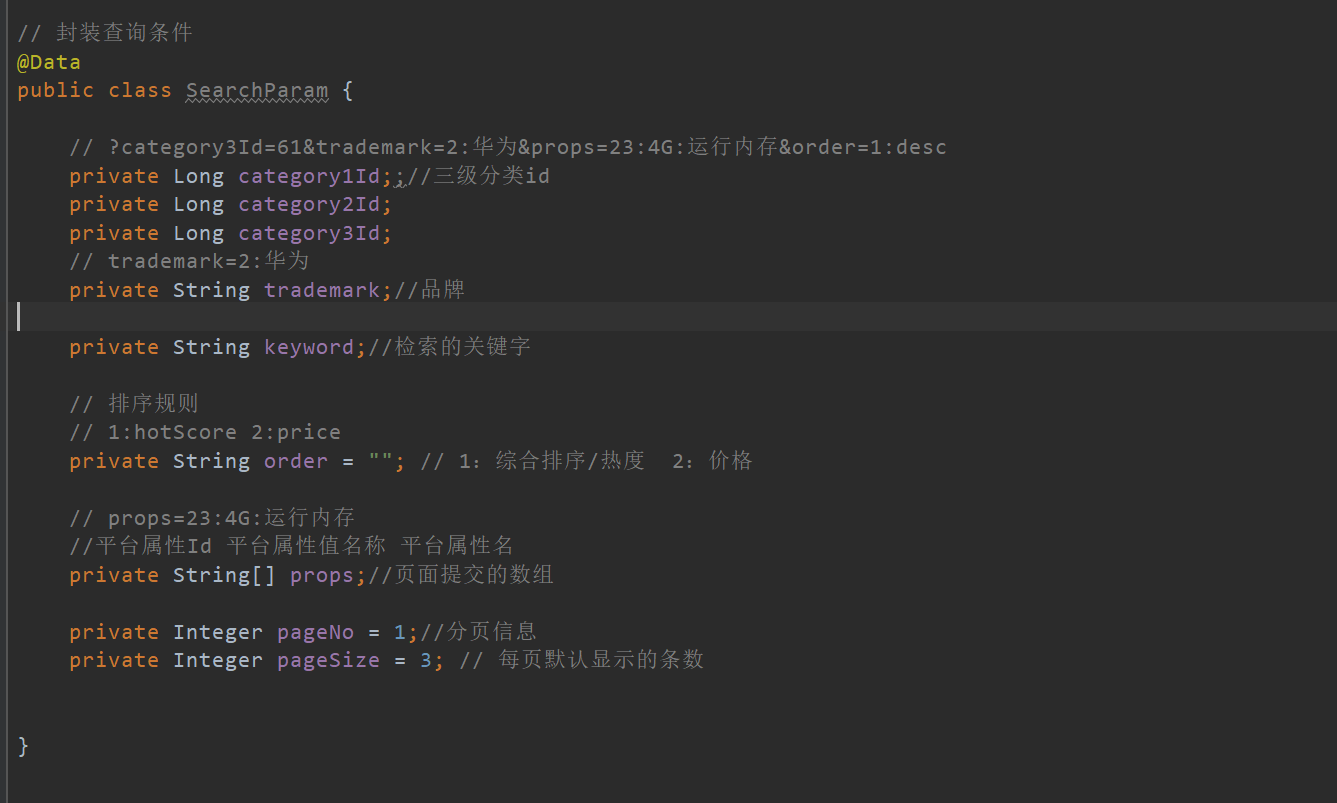 // 封装查询条件
@Data
public class SearchParam {
// ?category3Id=61&trademark=2:华为&props=23:4G:运行内存&order=1:desc
private Long category1Id;;//三级分类id
private Long category2Id;
private Long category3Id;
// trademark=2:华为
private String trademark;//品牌
private String keyword;//检索的关键字
// 排序规则
// 1:hotScore 2:price
private String order = ""; // 1：综合排序/热度  2：价格
// props=23:4G:运行内存
//平台属性Id 平台属性值名称 平台属性名
private String[] props;//页面提交的数组
private Integer pageNo = 1;//分页信息
private Integer pageSize = 3; // 每页默认显示的条数
}